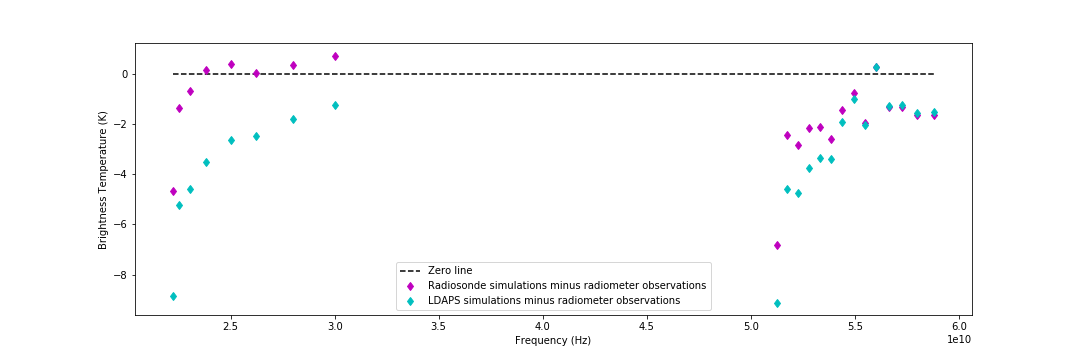 0
−2
−4
−6
−8
Brightness Temperature (K)
Zero line
Radiosonde simulations minus radiometer observations
LDAPS simulations minus radiometer observations
2.5 3.0 3.5 4.0 4.5 5.0 5.5 6.0
1e10
Frequency (Hz)